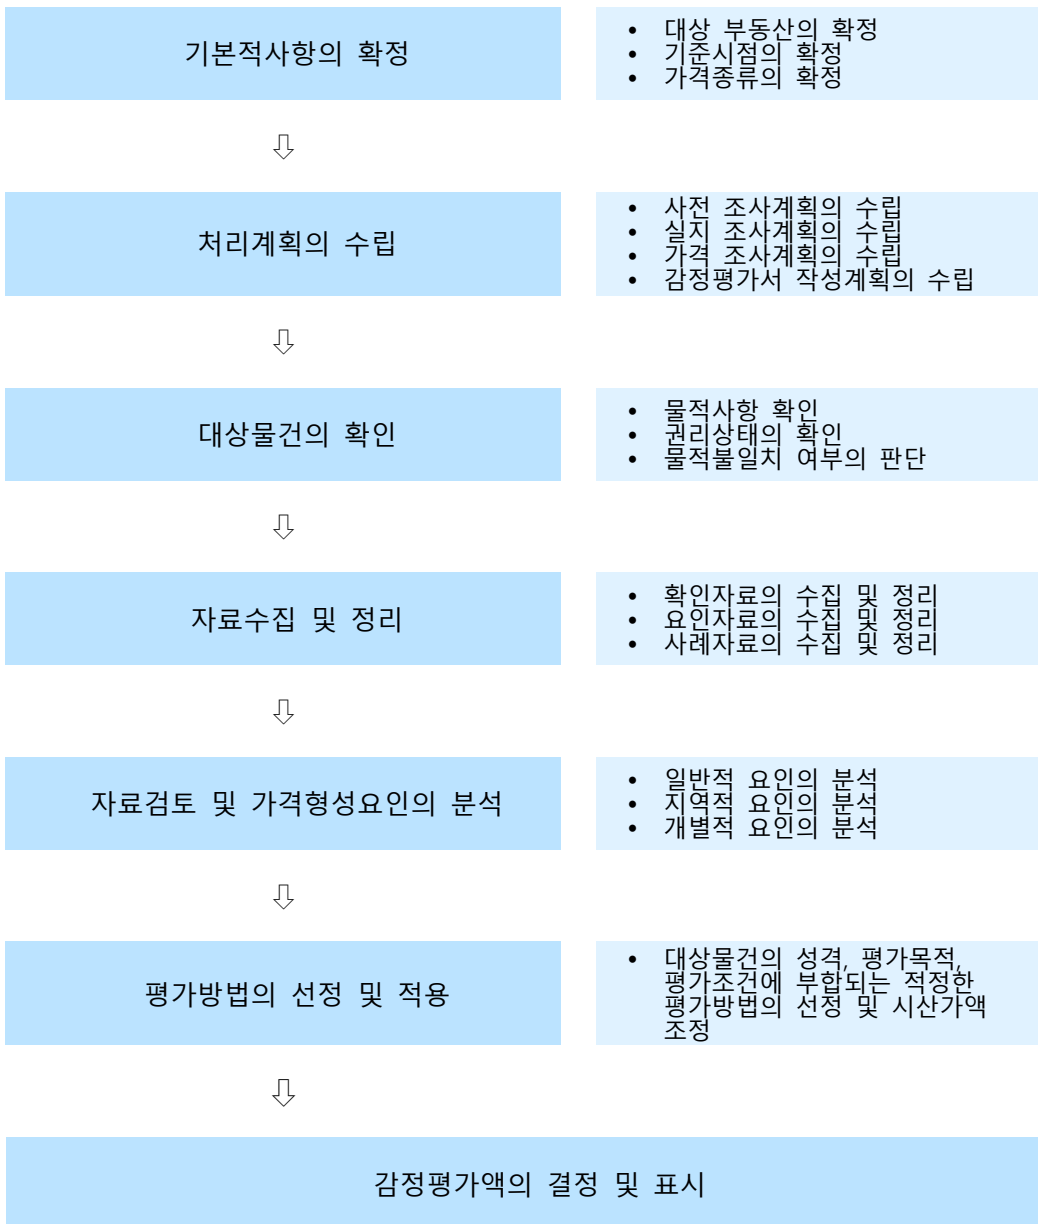 기본적사항의 확정
• 대상 부동산의 확정
• 기준시점의 확정
• 가격종류의 확정
⇩
처리계획의 수립
• 사전 조사계획의 수립
• 실지 조사계획의 수립
• 가격 조사계획의 수립
• 감정평가서 작성계획의 수립
⇩
대상물건의 확인
• 물적사항 확인
• 권리상태의 확인
• 물적불일치 여부의 판단
⇩
자료수집 및 정리
• 확인자료의 수집 및 정리
• 요인자료의 수집 및 정리
• 사례자료의 수집 및 정리
⇩
자료검토 및 가격형성요인의 분석
• 일반적 요인의 분석
• 지역적 요인의 분석
• 개별적 요인의 분석
⇩
평가방법의 선정 및 적용
• 대상물건의 성격, 평가목적,
평가조건에 부합되는 적정한
평가방법의 선정 및 시산가액
조정
⇩
감정평가액의 결정 및 표시